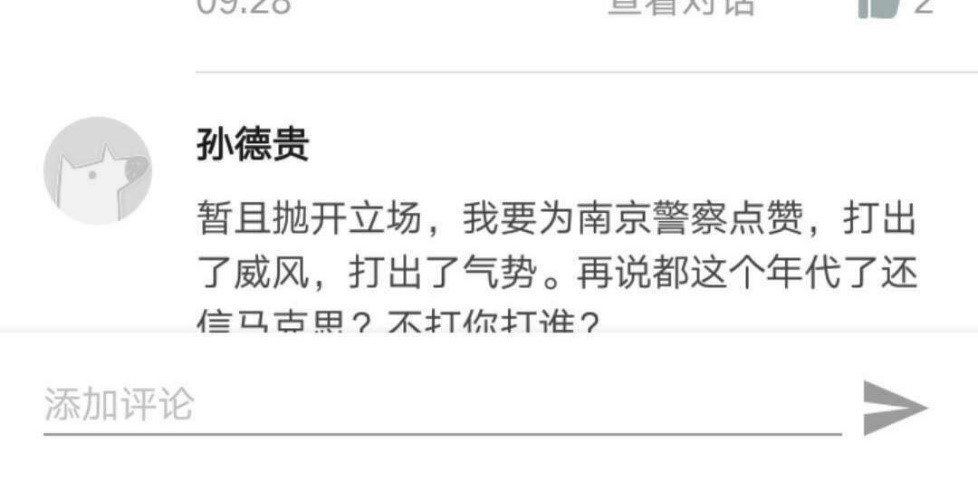 09:28 查看对话 2
孙德贵
暂且抛开立场，我要为南京警察点赞，打出
了威风，打出了气势。再说都这个年代了还
信马克思？不打你打谁？
添加评论